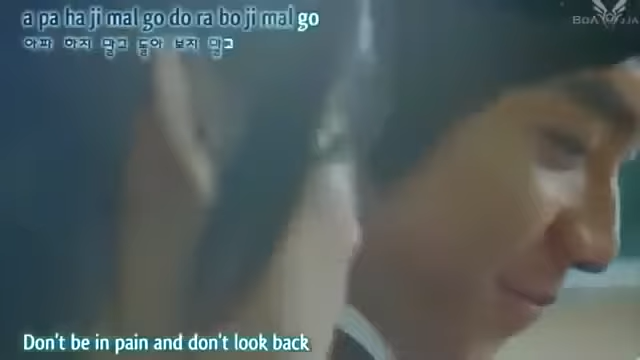 a pa ha ji mal go do ra bo ji mal go
아파 하지 말고 돌아 보지 말고
Don't be in pain and don't look back